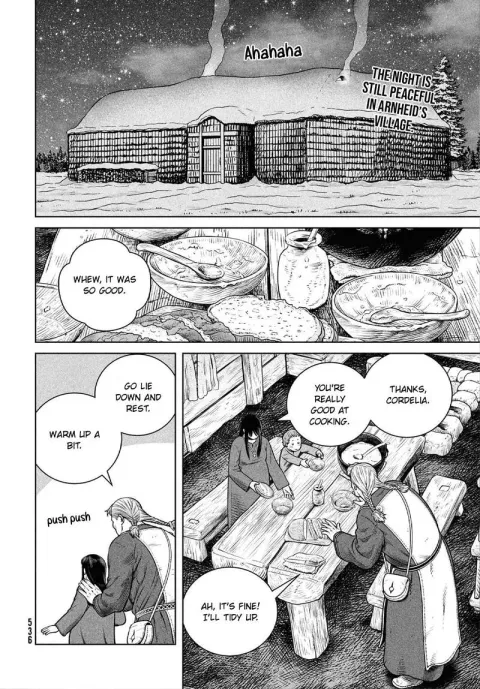 Ahahaha
THE NIGHT IS
STILL PEACEFUL
IN ARNHEID'S
VILLAGE
WHEW, IT WAS
SO GOOD.
THANKS,
CORDELIA.
YOU'RE
REALLY
GOOD AT
COOKING.
AH, IT'S FINE!
I'LL TIDY UP.
GO LIE
DOWN AND
REST.
WARM UP A
BIT.
push push
536